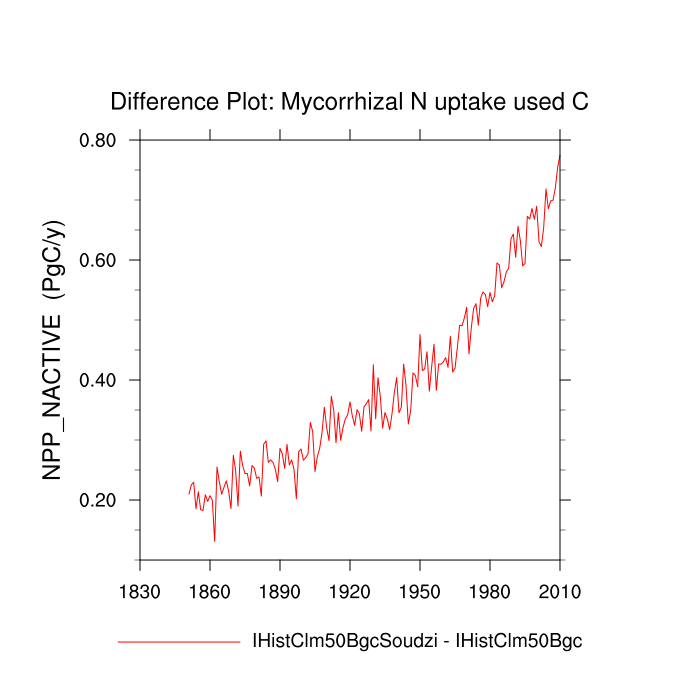 Difference Plot: Mycorrhizal N uptake used C
NPP_NACTIVE (PgC/y)
0.80
0.60
0.40
0.20
1830 1860 1890 1920 1950 1980 2010
IHistClm50BgcSoudzi - IHistClm50Bgc